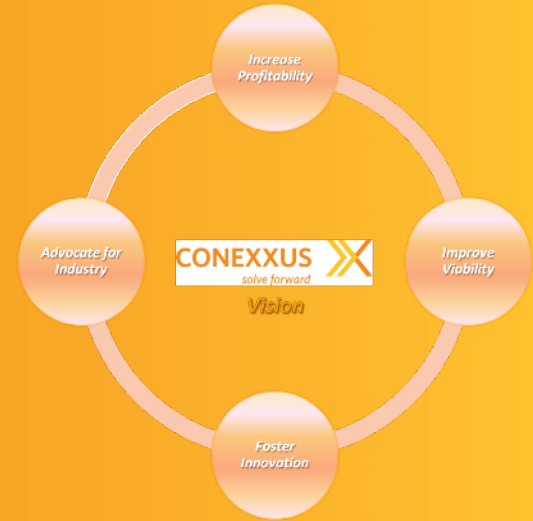 Increase
Profitability
Advocate for
Industry
CONEXXUS
solve forward
Vision
Improve
Viability
Foster
Innovation